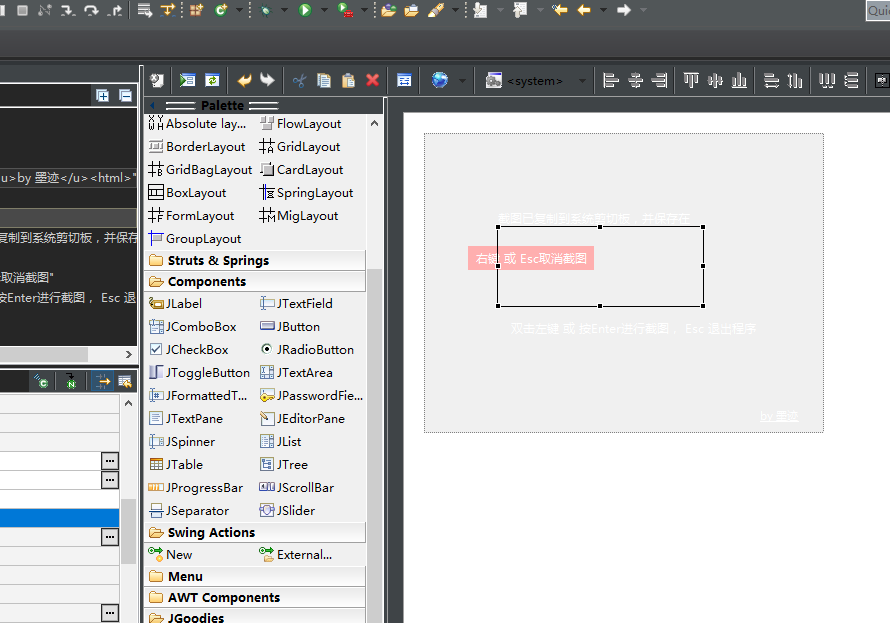 Quic
<system>
Palette
Absolute lay...
FlowLayout
BorderLayout
GridLayout
GridBagLayout
CardLayout
BoxLayout
SpringLayout
FormLayout
MigLayout
GroupLayout
Struts & Springs
Components
JLabel
JTextField
JComboBox
JButton
JCheckBox
JRadioButton
JToggleButton
JTextArea
JFormattedT...
JPasswordFie...
JTextPane
JEditorPane
JSpinner
JList
JTable
JTree
JProgressBar
JScrollBar
JSeparator
JSlider
Swing Actions
New
External...
Menu
AWT Components
JGoodies
u>by 墨迹</u><html>"
复制到系统剪切板，并保存
取消截图"
按Enter进行截图， Esc 退
截图已复制到系统剪切板，并保存在
右键 或 Esc取消截图
双击左键 或 按Enter进行截图， Esc 退出程序
by 墨迹